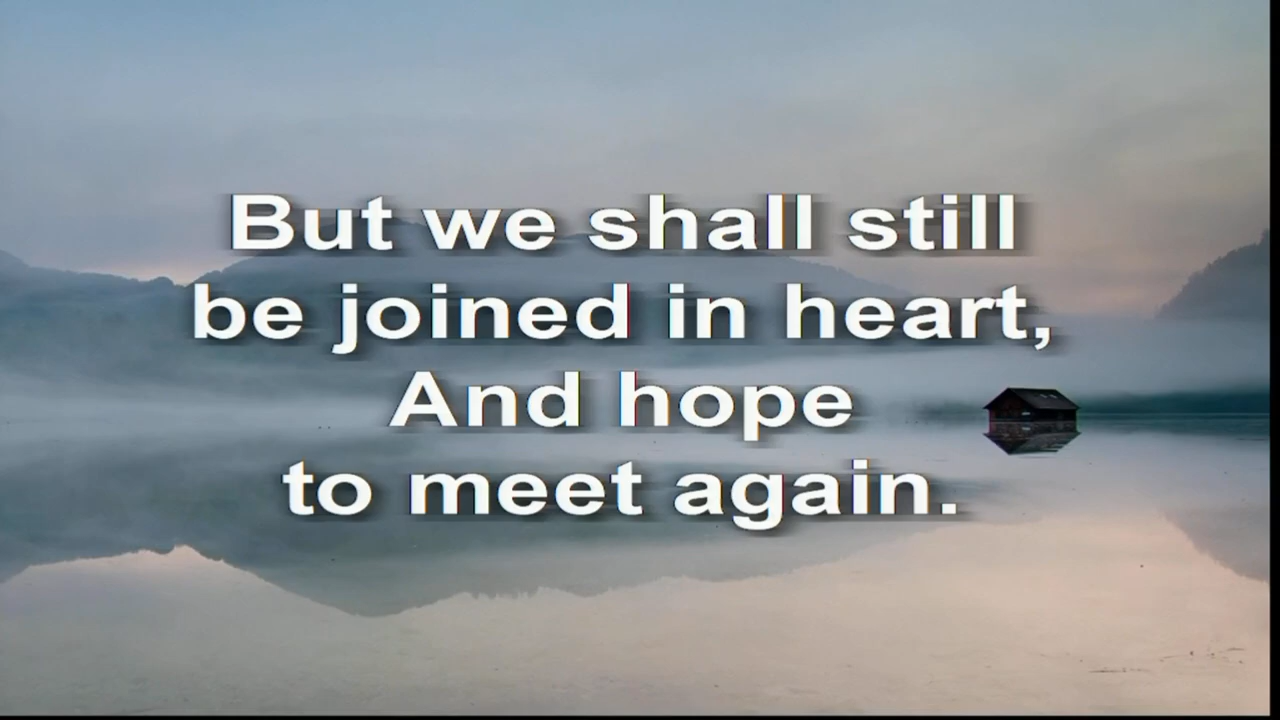 But we shall still
be joined in heart,
And hope
to meet again.